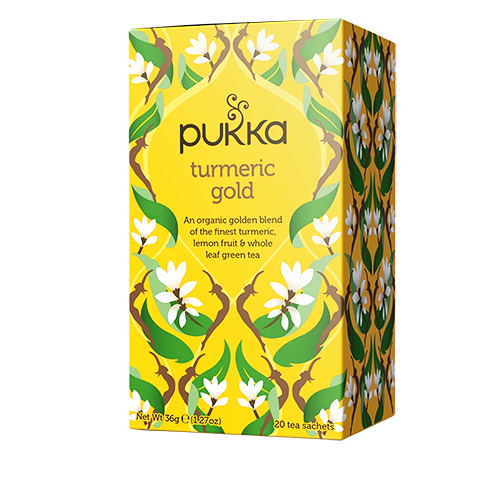 pukka
turmeric
gold
An organic golden blend
of the finest turmeric,
lemon fruit & whole
leaf green tea
Net Wt 36g ℮ (1.27oz)
20 tea sachets